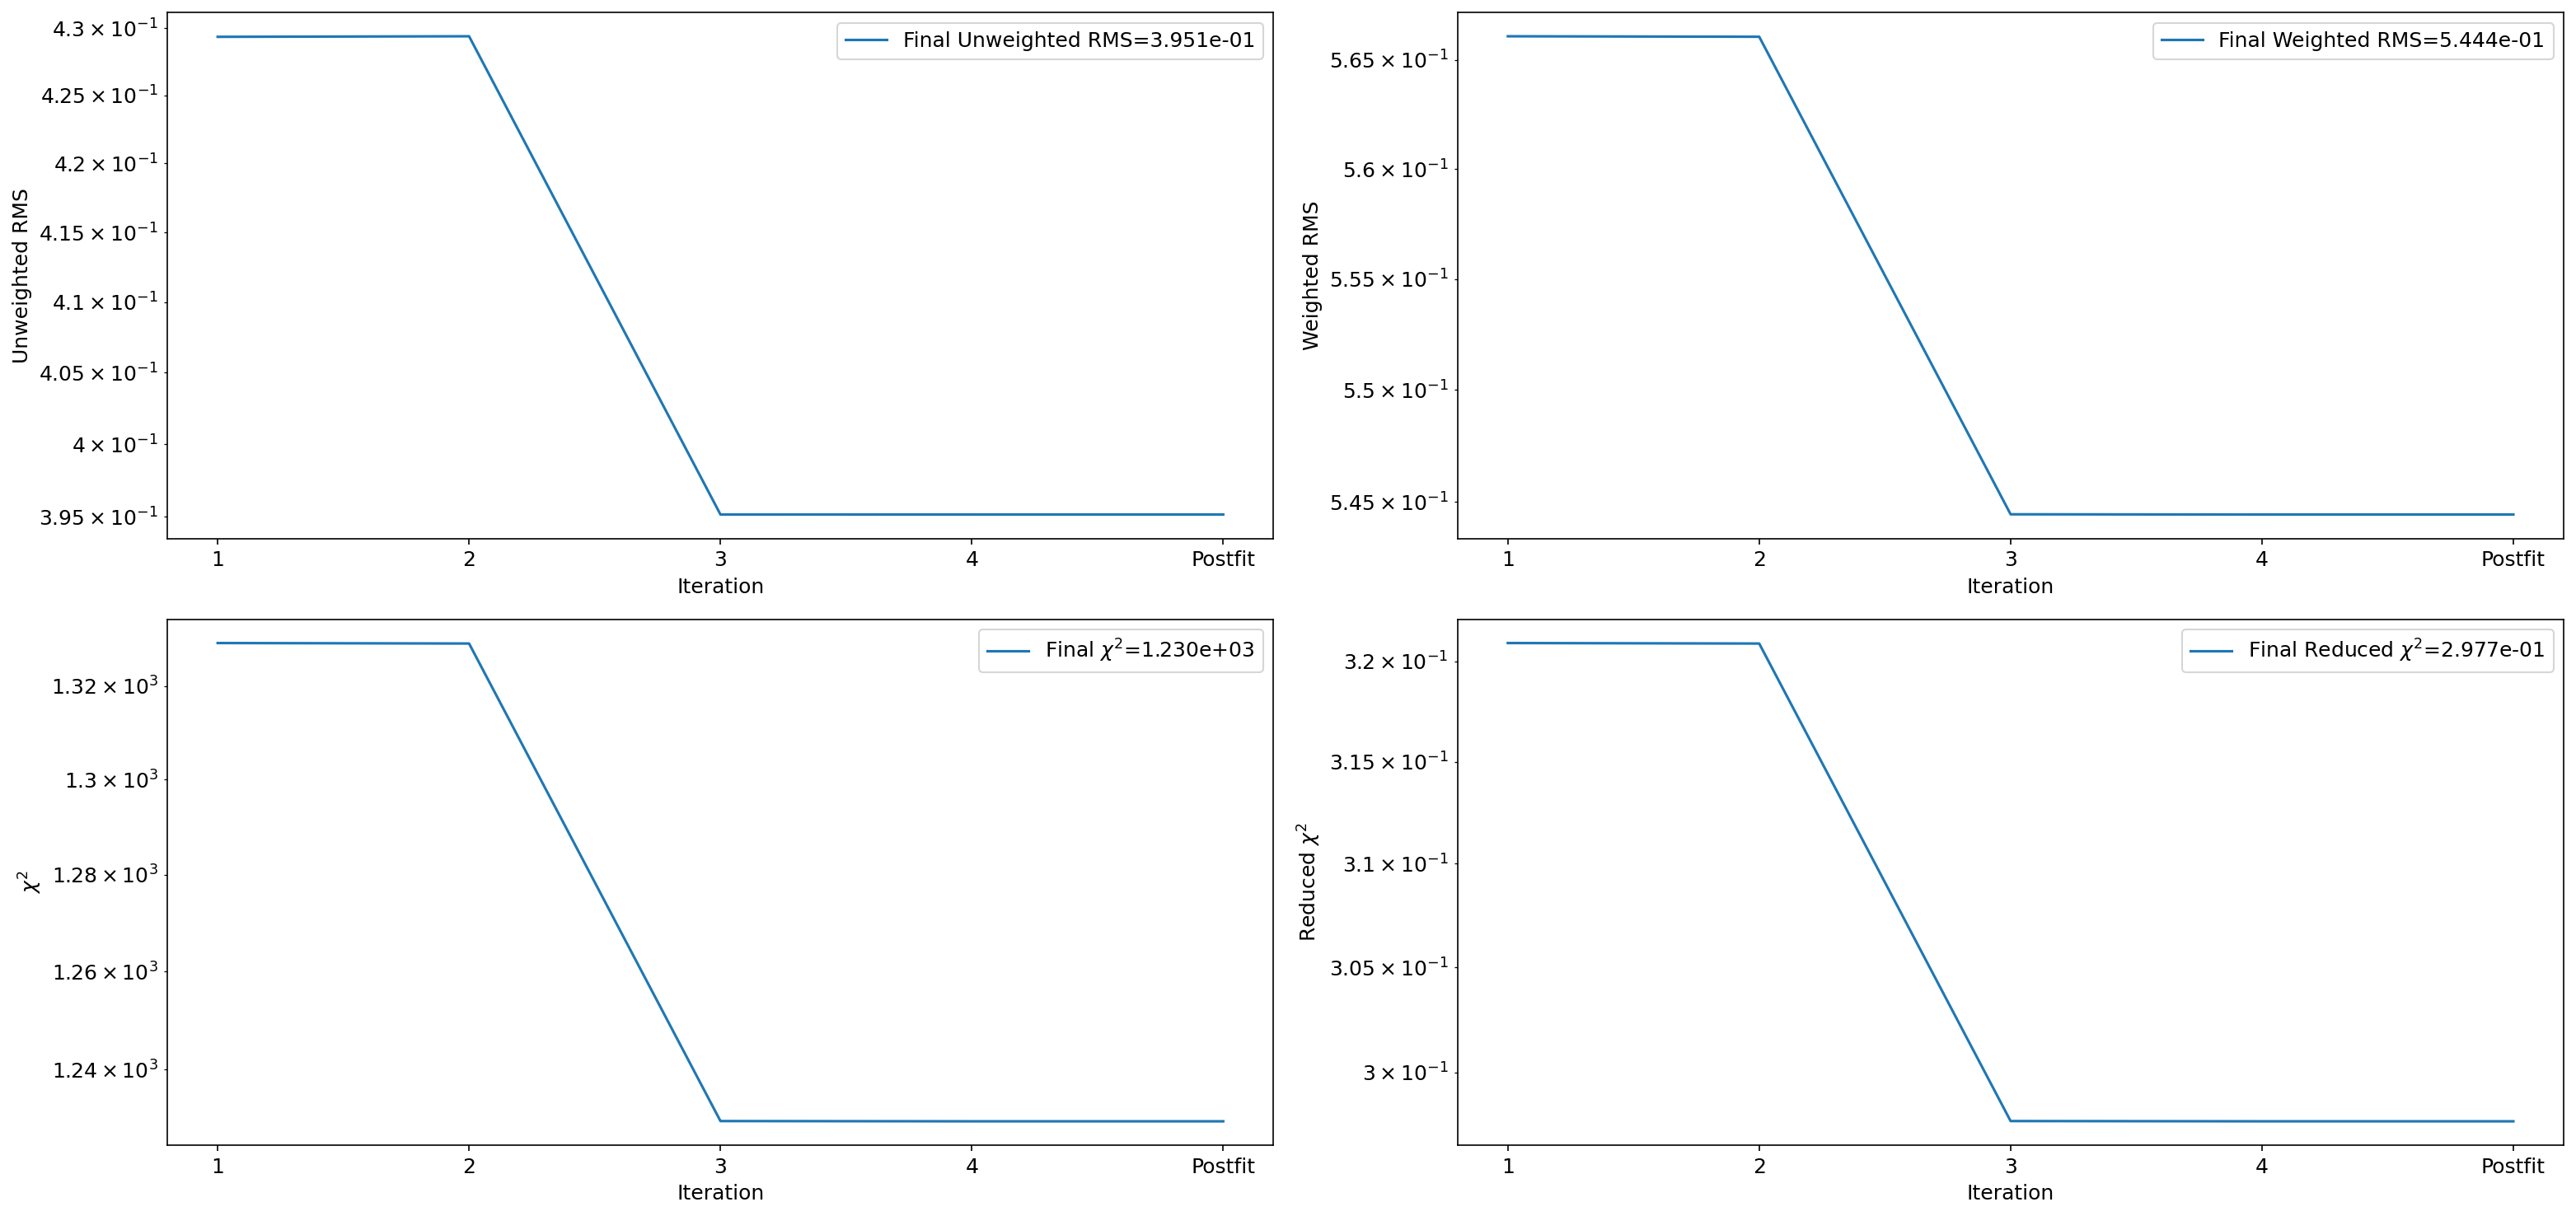 Final Unweighted RMS=3.951e-01
4.3 × 10⁻¹
4.25 × 10⁻¹
4.2 × 10⁻¹
4.15 × 10⁻¹
4.1 × 10⁻¹
4.05 × 10⁻¹
4 × 10⁻¹
3.95 × 10⁻¹
Unweighted RMS
1 2 3 4 Postfit
Iteration
Final Weighted RMS=5.444e-01
5.65 × 10⁻¹
5.6 × 10⁻¹
5.55 × 10⁻¹
5.5 × 10⁻¹
5.45 × 10⁻¹
Weighted RMS
1 2 3 4 Postfit
Iteration
Final χ²=1.230e+03
1.32 × 10³
1.3 × 10³
1.28 × 10³
1.26 × 10³
1.24 × 10³
χ²
1 2 3 4 Postfit
Iteration
Final Reduced χ²=2.977e-01
3.2 × 10⁻¹
3.15 × 10⁻¹
3.1 × 10⁻¹
3.05 × 10⁻¹
3 × 10⁻¹
Reduced χ²
1 2 3 4 Postfit
Iteration